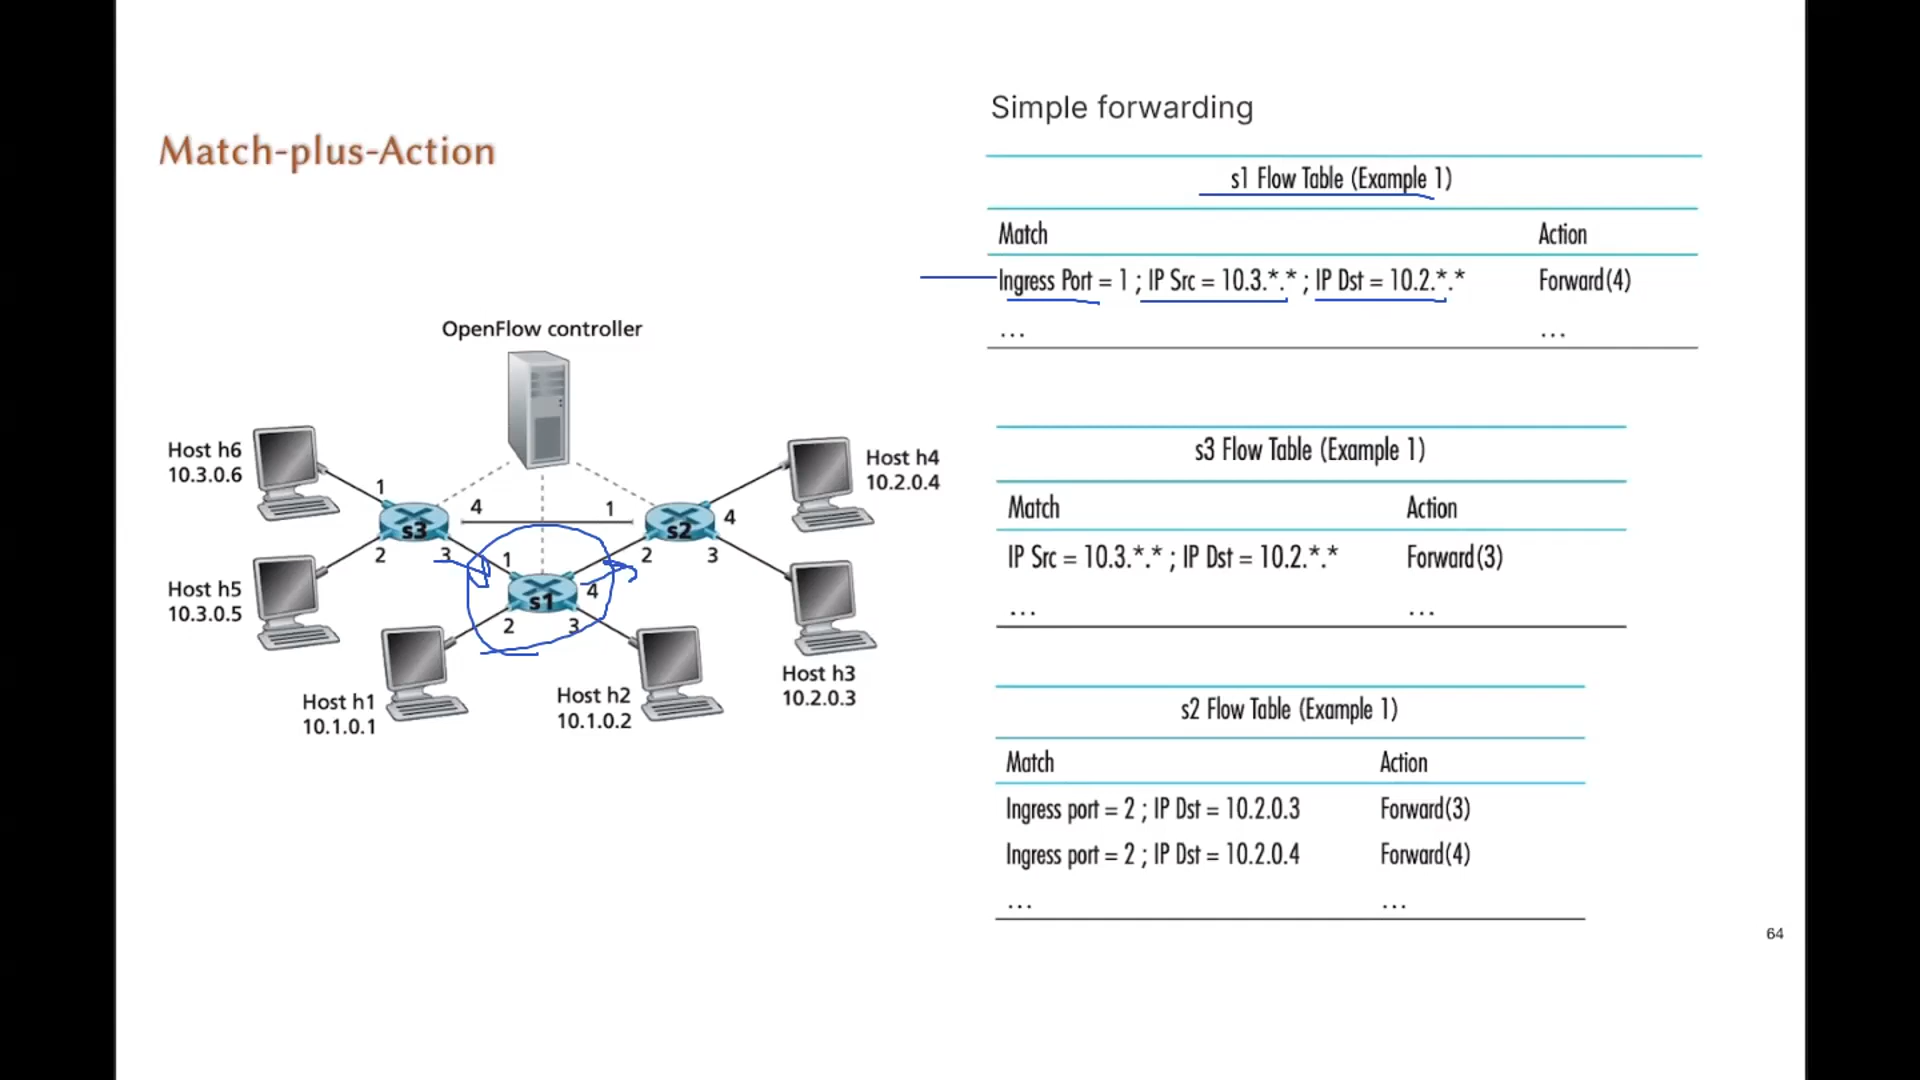 Match-plus-Action
OpenFlow controller
Host h6
10.3.0.6
1
s3
4
2
3
Host h5
10.3.0.5
1
s2
4
2
3
Host h4
10.2.0.4
1
s1
4
2
3
Host h1
10.1.0.1
Host h2
10.1.0.2
Host h3
10.2.0.3
Simple forwarding
s1 Flow Table (Example 1)
Match Action
Ingress Port = 1 ; IP Src = 10.3.*.* ; IP Dst = 10.2.*.* Forward(4)
... ...
s3 Flow Table (Example 1)
Match Action
IP Src = 10.3.*.* ; IP Dst = 10.2.*.* Forward(3)
... ...
s2 Flow Table (Example 1)
Match Action
Ingress port = 2 ; IP Dst = 10.2.0.3 Forward(3)
Ingress port = 2 ; IP Dst = 10.2.0.4 Forward(4)
... ...
64